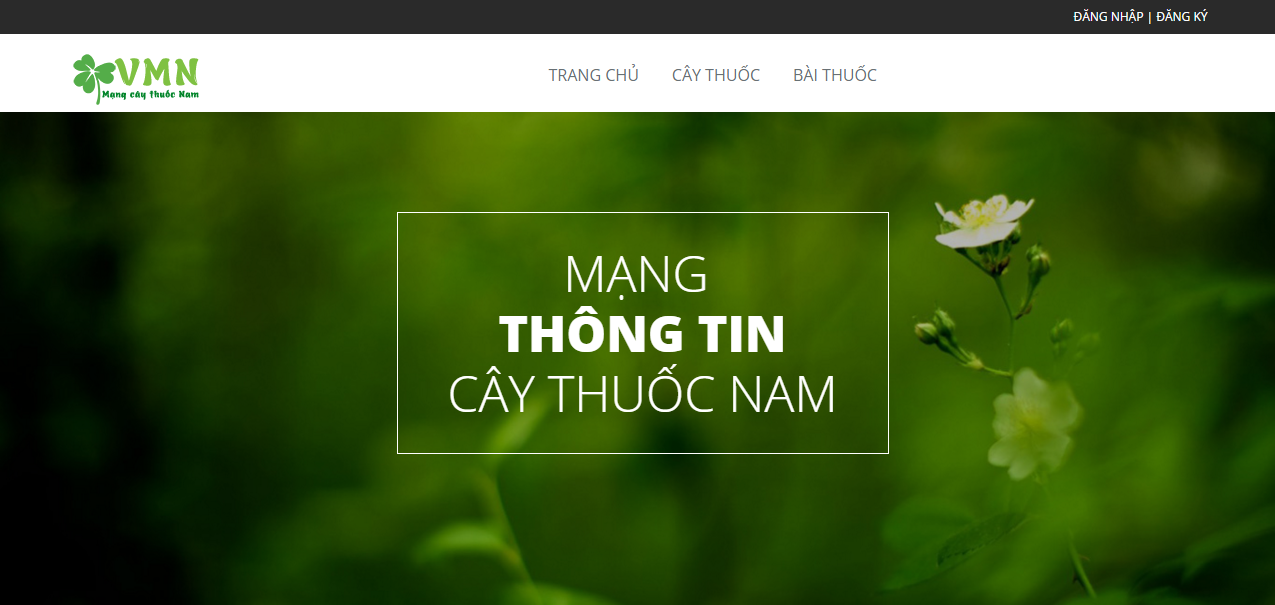 ĐĂNG NHẬP | ĐĂNG KÝ
VMN
Mạng cây thuốc Nam
TRANG CHỦ CÂY THUỐC BÀI THUỐC
MẠNG
THÔNG TIN
CÂY THUỐC NAM